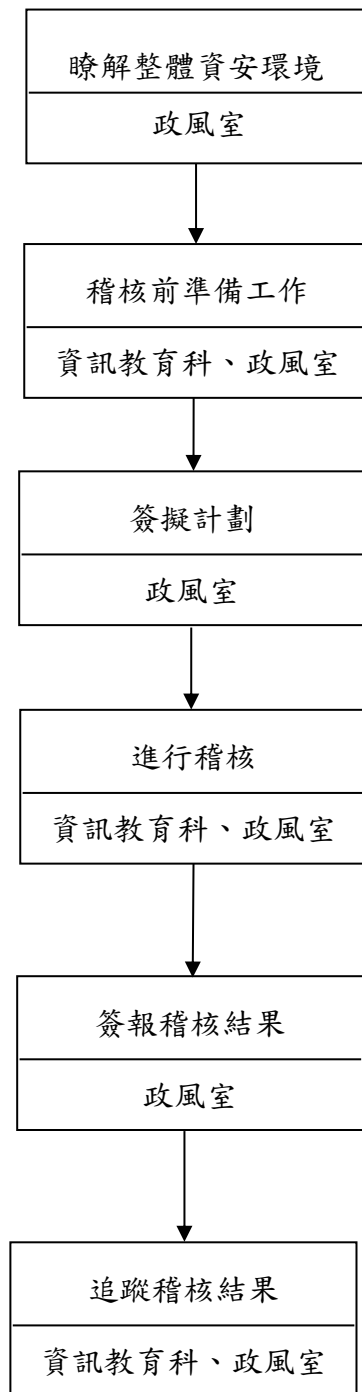 瞭解整體資安環境
政風室
稽核前準備工作
資訊教育科、政風室
簽擬計劃
政風室
進行稽核
資訊教育科、政風室
簽報稽核結果
政風室
追蹤稽核結果
資訊教育科、政風室